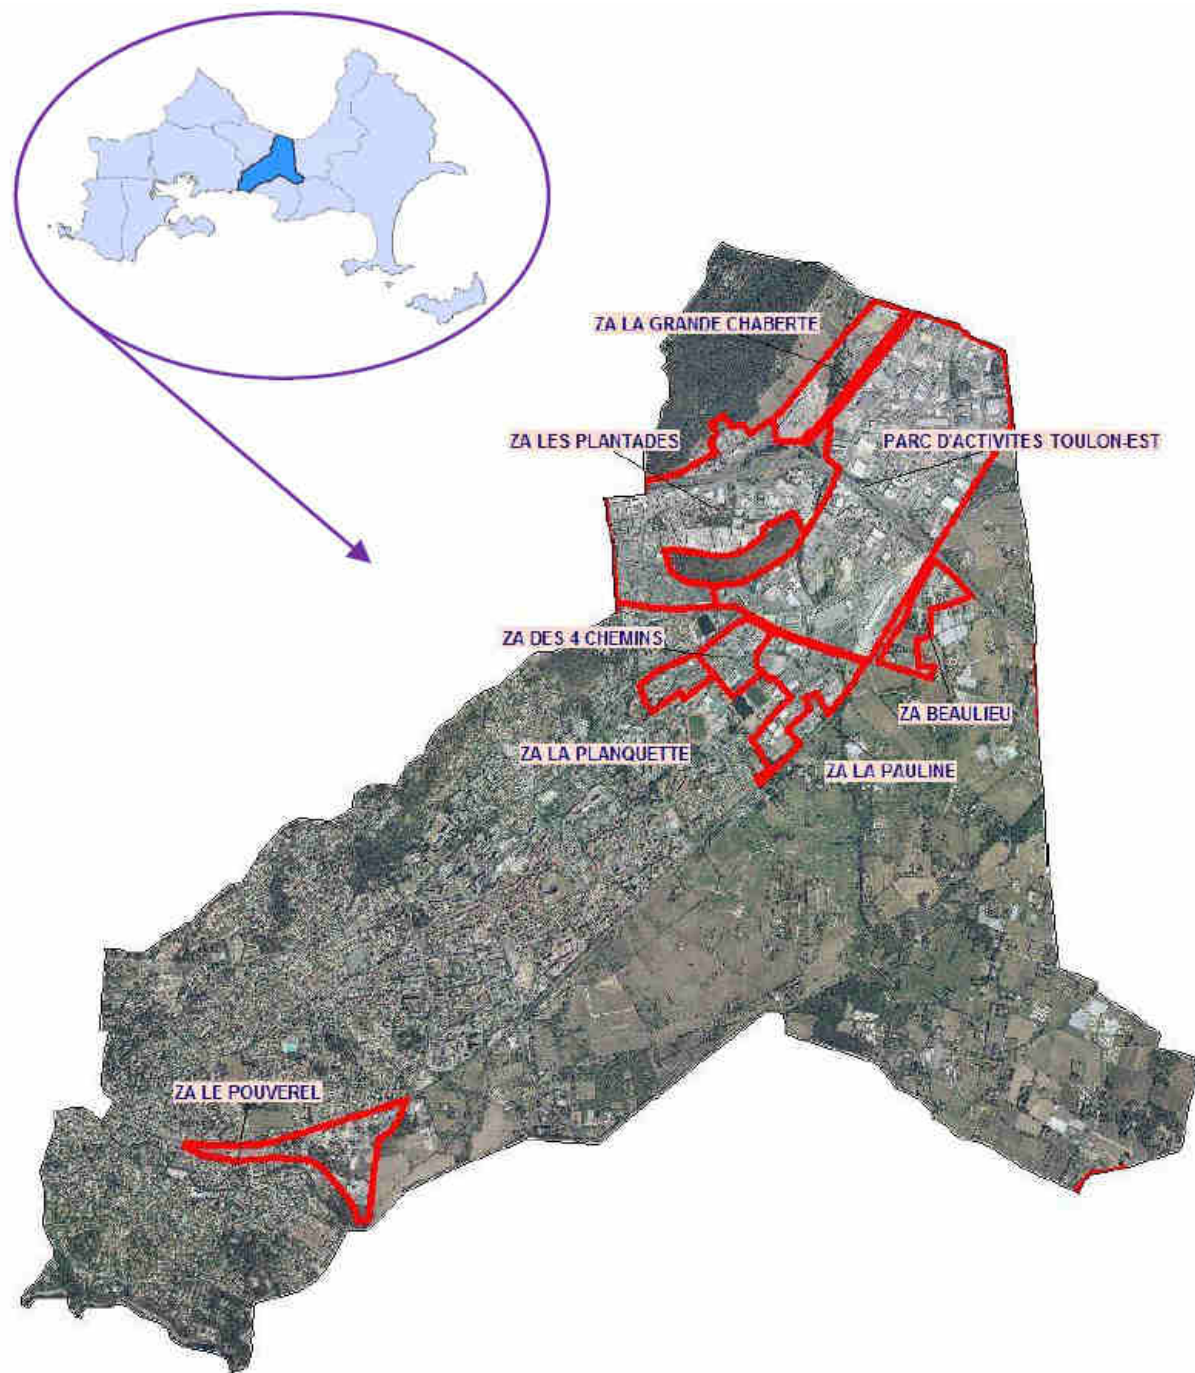 ZA LA GRANDE CHABERTE
ZA LES PLANTADES
PARC D'ACTIVITES TOULON-EST
ZA DES 4 CHEMINS
ZA BEAULIEU
ZA LA PLANQUETTE
ZA LA PAULINE
ZA LE POUVEREL